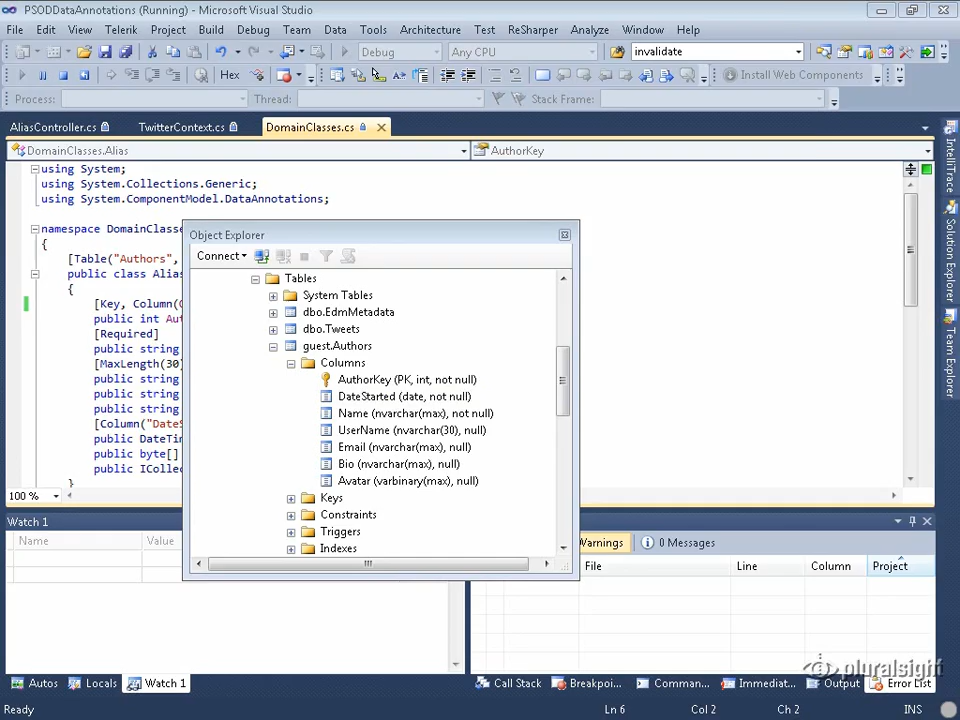 PSODDataAnnotations (Running) - Microsoft Visual Studio
File Edit View Telerik Project Build Debug Team Data Tools Architecture Test ReSharper Analyze Window Help
Debug Any CPU invalidate
Hex Install Web Components
Process: Thread: Stack Frame:
AliasController.cs TwitterContext.cs DomainClasses.cs
DomainClasses.Alias AuthorKey
using System;
using System.Collections.Generic;
using System.ComponentModel.DataAnnotations;
namespace DomainClasse
{
[Table("Authors",
public class Alias
{
[Key, Column(
public int Aut
[Required]
public string
[MaxLength(30)
public string
public string
public string
[Column("DateS
public DateTim
public byte[]
public ICollec
}
100 %
Object Explorer
Connect
Tables
System Tables
dbo.EdmMetadata
dbo.Tweets
guest.Authors
Columns
AuthorKey (PK, int, not null)
DateStarted (date, not null)
Name (nvarchar(max), not null)
UserName (nvarchar(30), null)
Email (nvarchar(max), null)
Bio (nvarchar(max), null)
Avatar (varbinary(max), null)
Keys
Constraints
Triggers
Indexes
IntelliTrace
Solution Explorer
Team Explorer
Watch 1
Name Value
Warnings 0 Messages
File Line Column Project
pluralsight
Autos Locals Watch 1 Call Stack Breakpoi... Comman... Immediat... Output Error List
Ready Ln 6 Col 2 Ch 2 INS